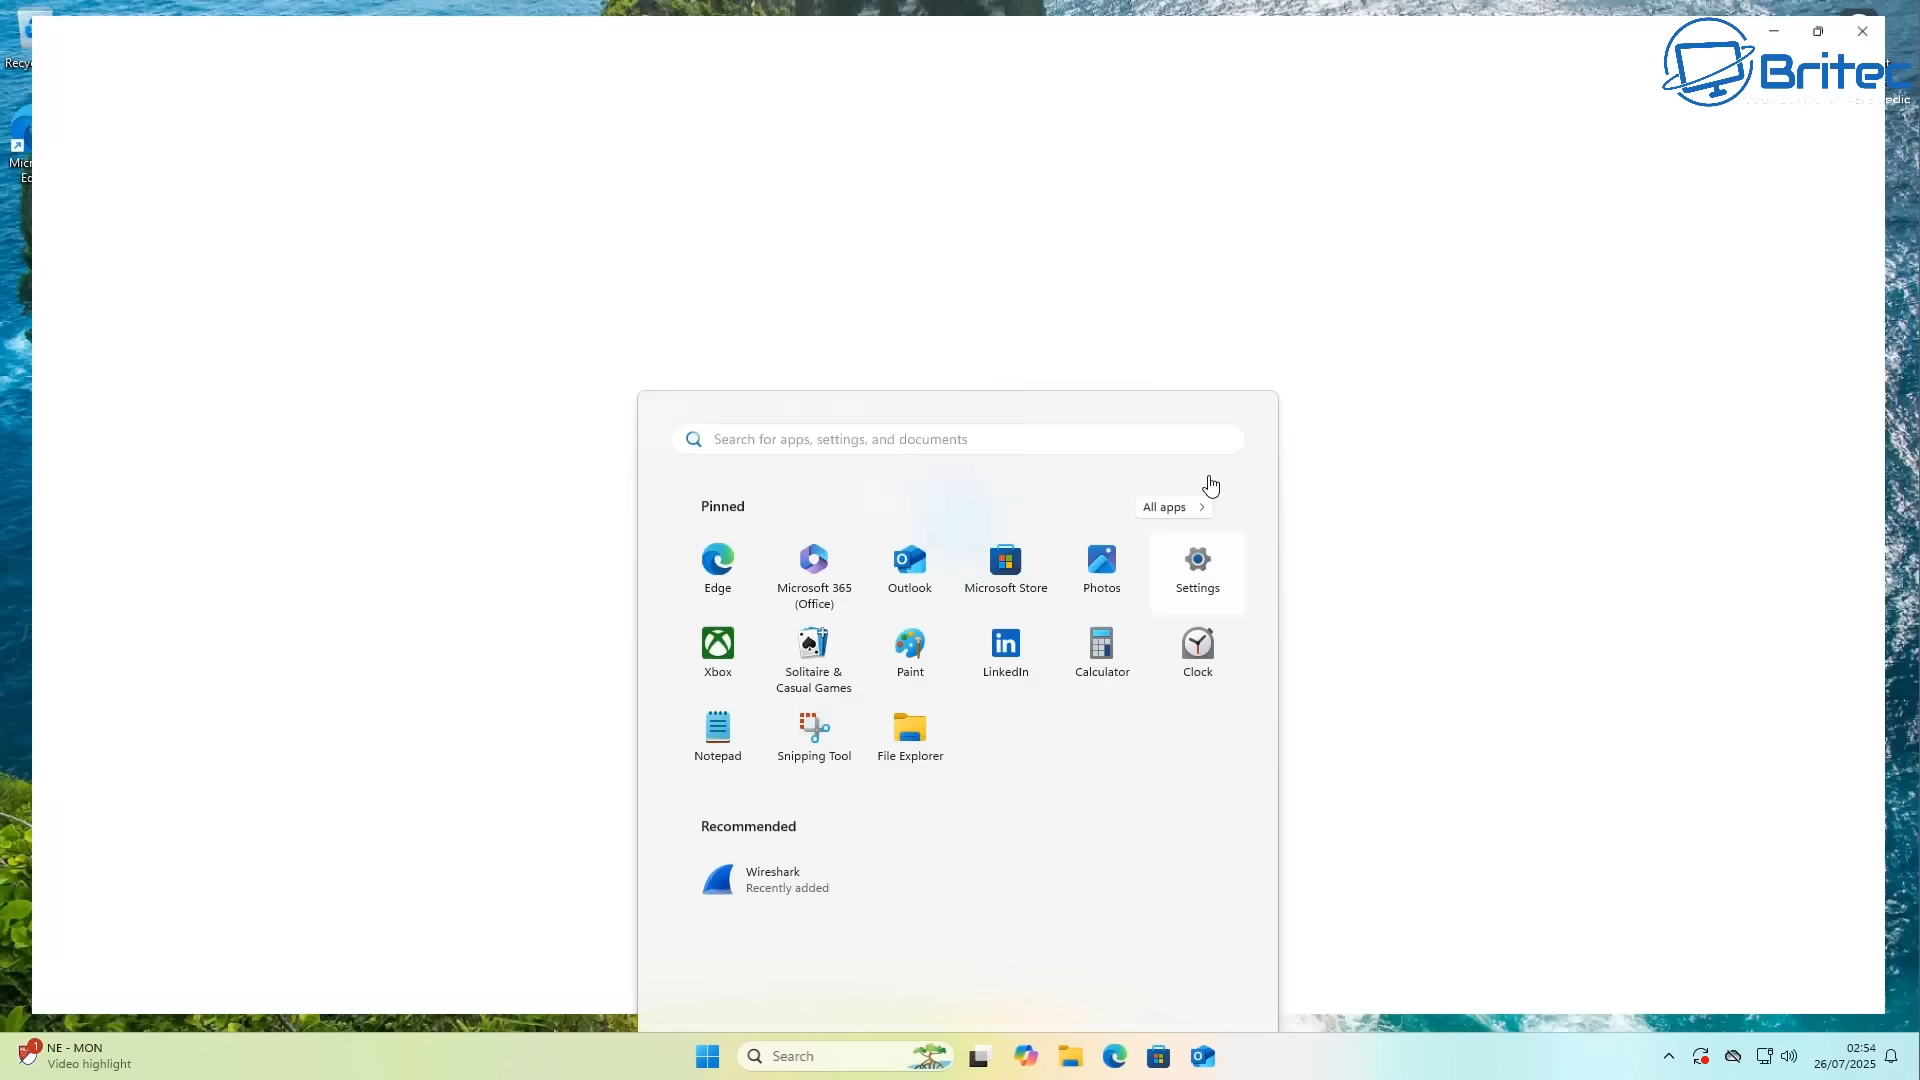 Britec
Search for apps, settings, and documents
Pinned
All apps
Edge
Microsoft 365
(Office)
Outlook
Microsoft Store
Photos
Settings
Xbox
Solitaire &
Casual Games
Paint
LinkedIn
Calculator
Clock
Notepad
Snipping Tool
File Explorer
Recommended
Wireshark
Recently added
1
NE - MON
Video highlight
Search
02:54
26/07/2025